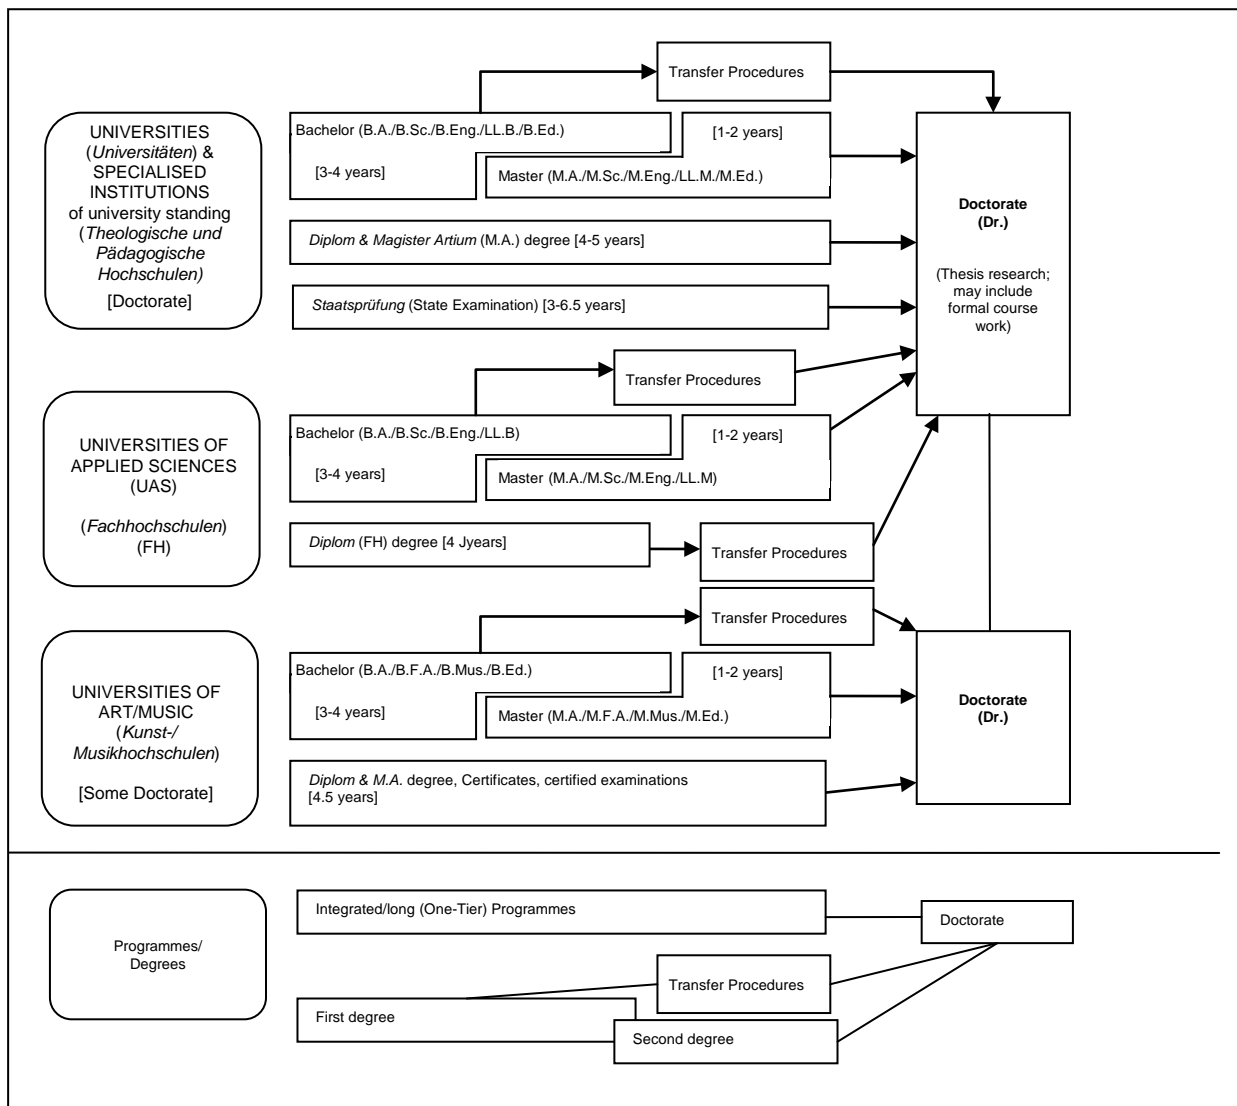 Transfer Procedures
UNIVERSITIES
(Universitäten) &
SPECIALISED
INSTITUTIONS
of university standing
(Theologische und
Pädagogische
Hochschulen)
[Doctorate]
Bachelor (B.A./B.Sc./B.Eng./LL.B./B.Ed.)
[3-4 years]
[1-2 years]
Master (M.A./M.Sc./M.Eng./LL.M./M.Ed.)
Diplom & Magister Artium (M.A.) degree [4-5 years]
Staatsprüfung (State Examination) [3-6.5 years]
Doctorate
(Dr.)
(Thesis research;
may include
formal course
work)
Transfer Procedures
UNIVERSITIES OF
APPLIED SCIENCES
(UAS)
(Fachhochschulen)
(FH)
Bachelor (B.A./B.Sc./B.Eng./LL.B)
[3-4 years]
[1-2 years]
Master (M.A./M.Sc./M.Eng./LL.M)
Diplom (FH) degree [4 Jyears]
Transfer Procedures
Transfer Procedures
UNIVERSITIES OF
ART/MUSIC
(Kunst-/
Musikhochschulen)
[Some Doctorate]
Bachelor (B.A./B.F.A./B.Mus./B.Ed.)
[3-4 years]
[1-2 years]
Master (M.A./M.F.A./M.Mus./M.Ed.)
Diplom & M.A. degree, Certificates, certified examinations
[4.5 years]
Doctorate
(Dr.)
Programmes/
Degrees
Integrated/long (One-Tier) Programmes
Doctorate
Transfer Procedures
First degree
Second degree